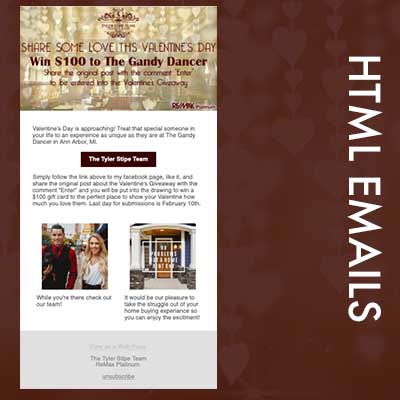 TYLER STIPE TEAM
SHARE SOME LOVE THIS VALENTINE'S DAY
Win $100 to The Gandy Dancer
Share the original post with the comment "Enter"
to be entered into the Valentine's Giveaway
RE/MAX Platinum
Valentine's Day is approaching! Treat that special someone
in your life to an expereince as unique as they are at The Gandy
Dancer in Ann Arbor, MI.
The Tyler Stipe Team
Simply follow the link above to my facebook page, like it, and
share the original post about the Valentine's Giveaway with the
comment "Enter" and you will be put into the drawing to win a
$100 gift card to the perfect place to show your Valentine how
much you love them. Last day for submissions is February 10th.
While you're there check out
our team!
It would be our pleasure to
take the struggle out of your
home buying experiance so
you can enjoy the excitment!
The Tyler Stipe Team
ReMax Platinum
unsubscribe
HTML EMAILS